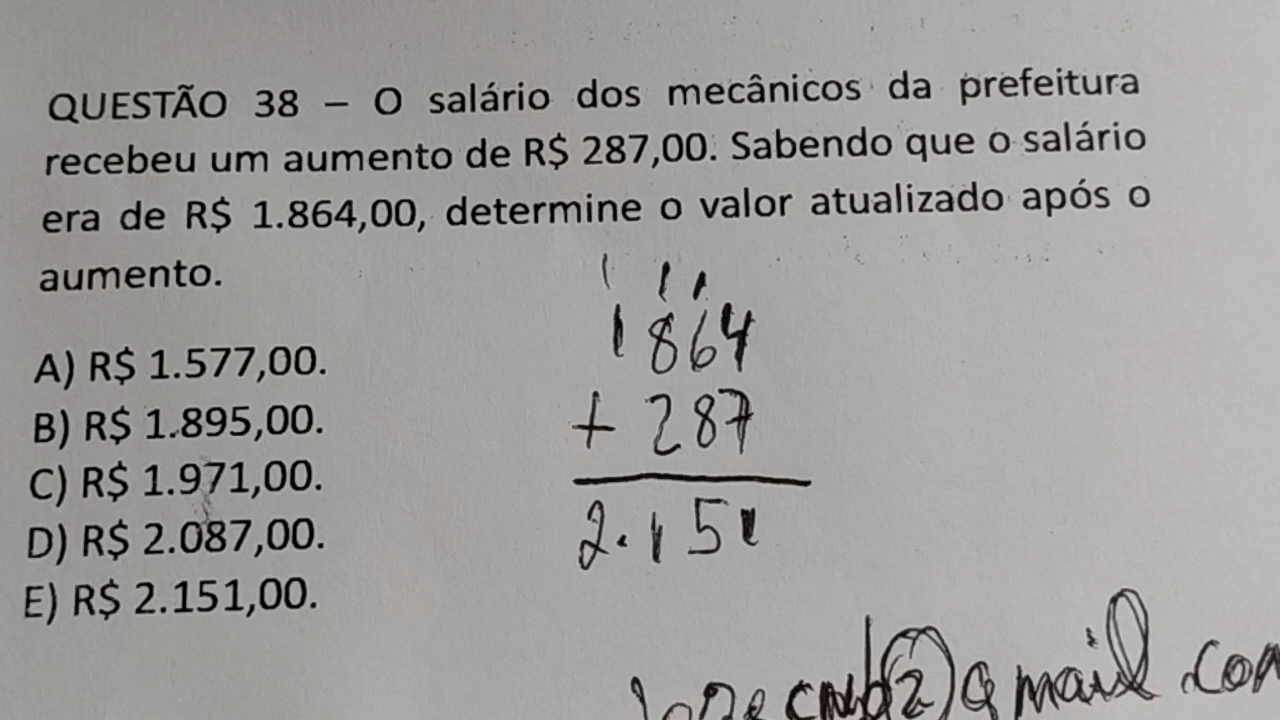 QUESTÃO 38 – O salário dos mecânicos da prefeitura
recebeu um aumento de R$ 287,00. Sabendo que o salário
era de R$ 1.864,00, determine o valor atualizado após o
aumento.
A) R$ 1.577,00.
B) R$ 1.895,00.
C) R$ 1.971,00.
D) R$ 2.087,00.
E) R$ 2.151,00.
1 1 1
1864
+ 287
2.151